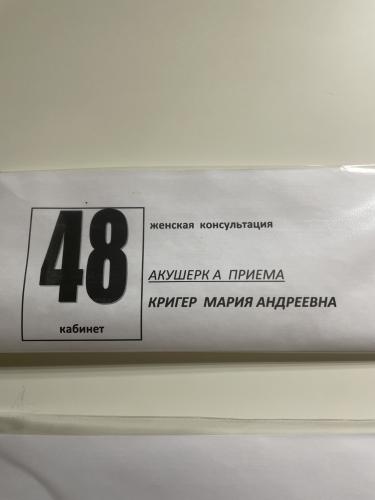 48
кабинет
женская консультация
АКУШЕРК А ПРИЕМА
КРИГЕР МАРИЯ АНДРЕЕВНА